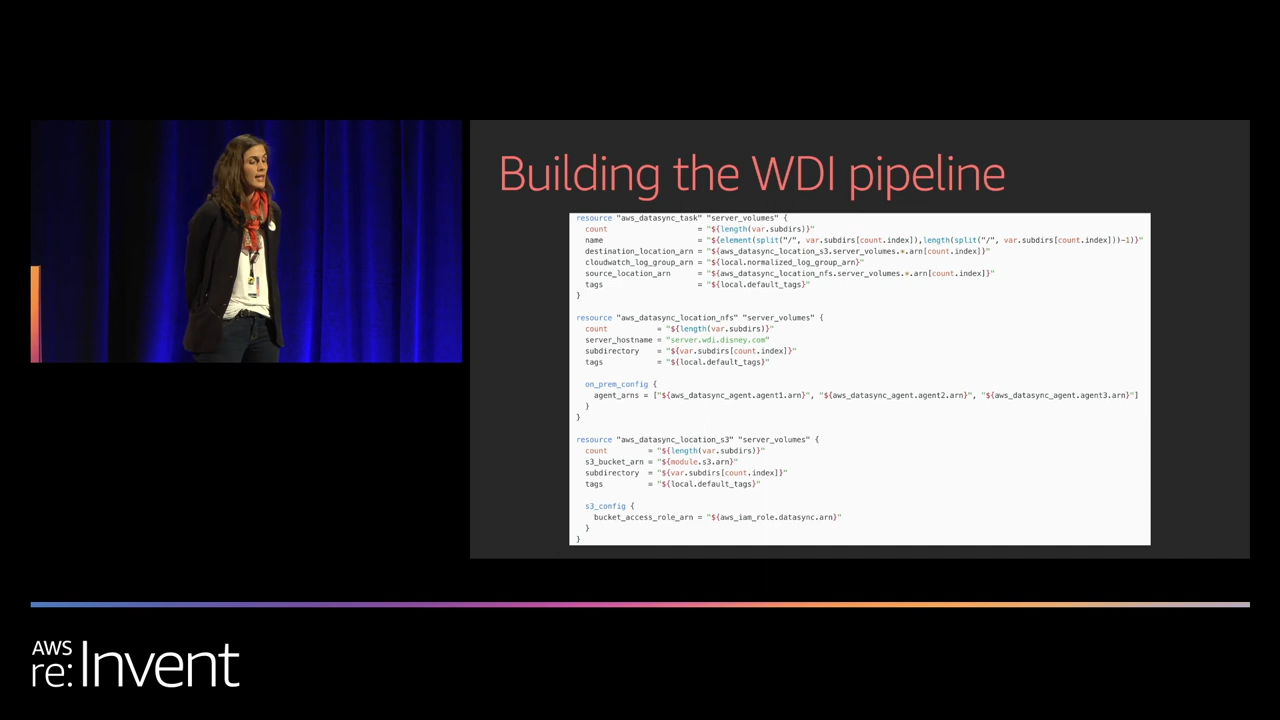 Building the WDI pipeline
resource "aws_datasync_task" "server_volumes" {
count = "${length(var.subdirs)}"
name = "${element(split("/", var.subdirs[count.index]),length(split("/", var.subdirs[count.index]))-1)}"
destination_location_arn = "${aws_datasync_location_s3.server_volumes.*.arn[count.index]}"
cloudwatch_log_group_arn = "${local.normalized_log_group_arn}"
source_location_arn = "${aws_datasync_location_nfs.server_volumes.*.arn[count.index]}"
tags = "${local.default_tags}"
}
resource "aws_datasync_location_nfs" "server_volumes" {
count = "${length(var.subdirs)}"
server_hostname = "server.wdi.disney.com"
subdirectory = "${var.subdirs[count.index]}"
tags = "${local.default_tags}"
on_prem_config {
agent_arns = ["${aws_datasync_agent.agent1.arn}", "${aws_datasync_agent.agent2.arn}", "${aws_datasync_agent.agent3.arn}"]
}
}
resource "aws_datasync_location_s3" "server_volumes" {
count = "${length(var.subdirs)}"
s3_bucket_arn = "${module.s3.arn}"
subdirectory = "${var.subdirs[count.index]}"
tags = "${local.default_tags}"
s3_config {
bucket_access_role_arn = "${aws_iam_role.datasync.arn}"
}
}
AWS
re:Invent